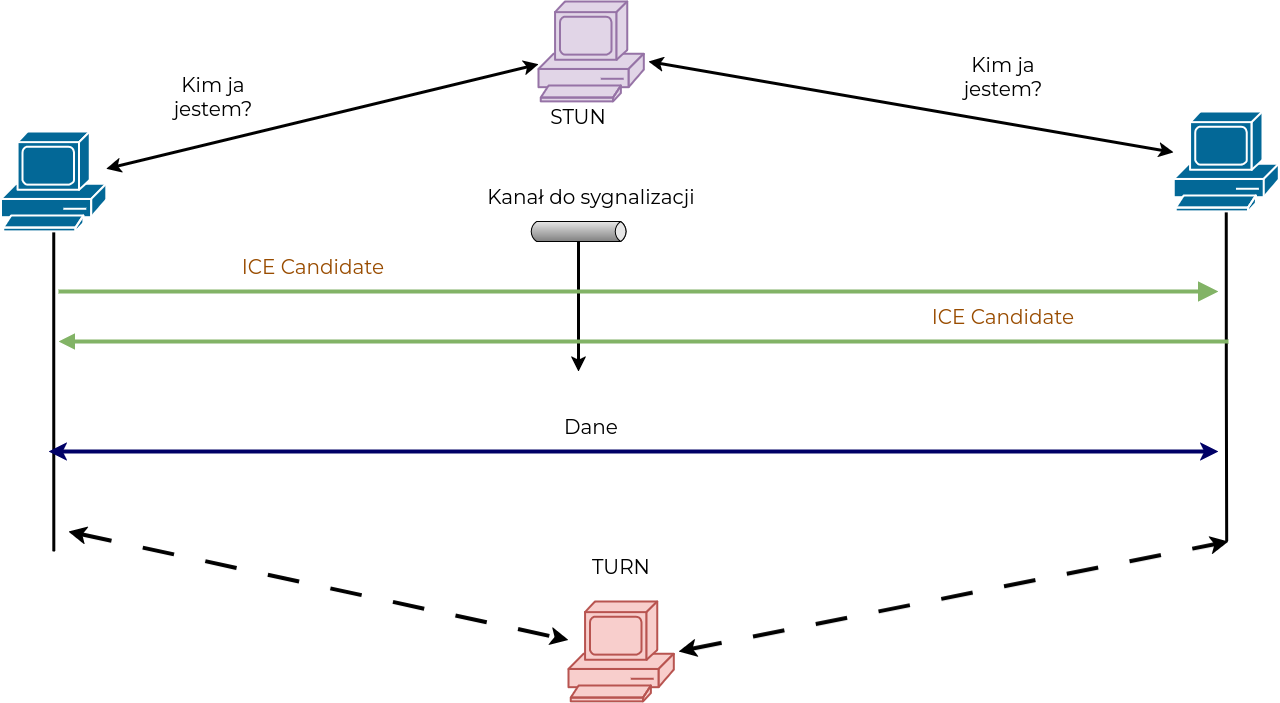 Kim ja
jestem?
Kim ja
jestem?
STUN
Kanał do sygnalizacji
ICE Candidate
ICE Candidate
Dane
TURN